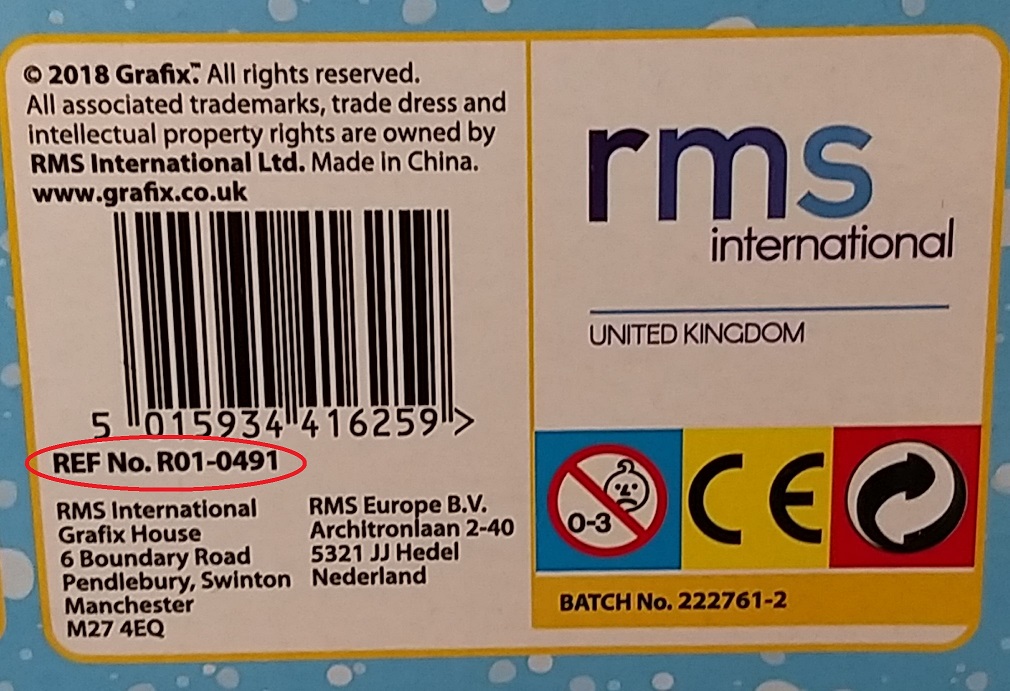 © 2018 Grafix™. All rights reserved.
All associated trademarks, trade dress and
intellectual property rights are owned by
RMS International Ltd. Made in China.
www.grafix.co.uk
5 015934 416259 >
REF No. R01-0491
RMS International
Grafix House
6 Boundary Road
Pendlebury, Swinton
Manchester
M27 4EQ
RMS Europe B.V.
Architronlaan 2-40
5321 JJ Hedel
Nederland
rms
international
UNITED KINGDOM
0-3
CE
BATCH No. 222761-2